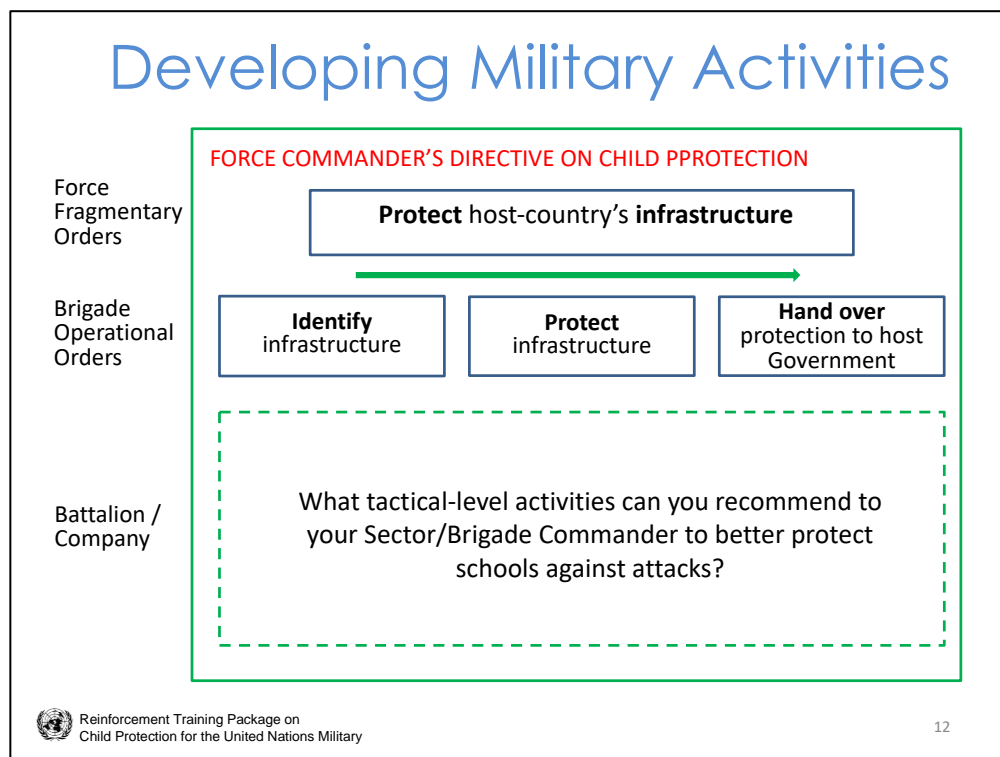 Developing Military Activities
FORCE COMMANDER'S DIRECTIVE ON CHILD PPROTECTION
Force
Fragmentary
Orders
Protect host-country's infrastructure
Brigade
Operational
Orders
Identify
infrastructure
Protect
infrastructure
Hand over
protection to host
Government
Battalion /
Company
What tactical-level activities can you recommend to
your Sector/Brigade Commander to better protect
schools against attacks?
Reinforcement Training Package on
Child Protection for the United Nations Military
12